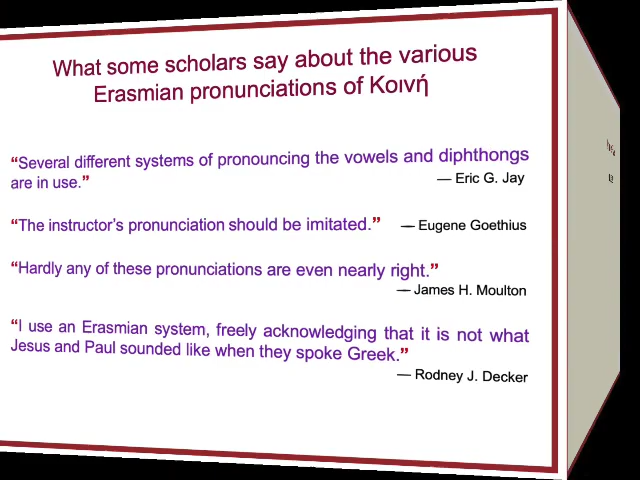 What some scholars say about the various
Erasmian pronunciations of Κοινή
“Several different systems of pronouncing the vowels and diphthongs
are in use.”
— Eric G. Jay
“The instructor’s pronunciation should be imitated.” — Eugene Goethius
“Hardly any of these pronunciations are even nearly right.”
— James H. Moulton
“I use an Erasmian system, freely acknowledging that it is not what
Jesus and Paul sounded like when they spoke Greek.”
— Rodney J. Decker